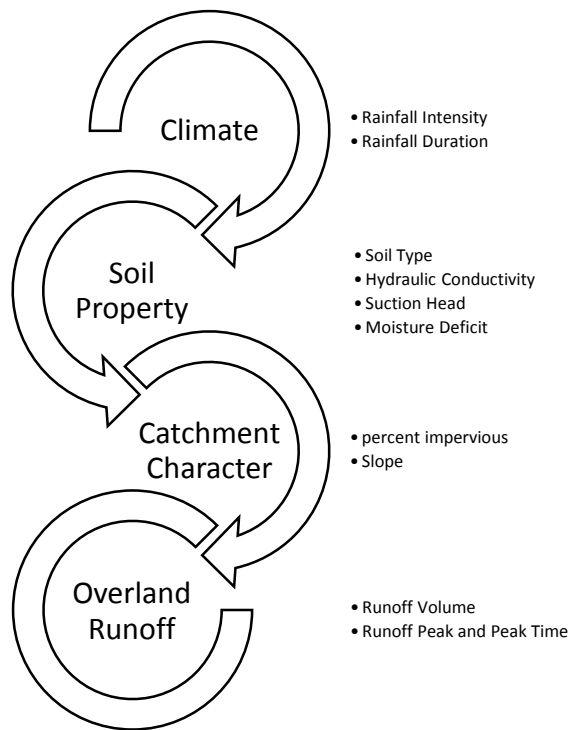 Climate
• Rainfall Intensity
• Rainfall Duration
Soil
Property
• Soil Type
• Hydraulic Conductivity
• Suction Head
• Moisture Deficit
Catchment
Character
• percent impervious
• Slope
Overland
Runoff
• Runoff Volume
• Runoff Peak and Peak Time